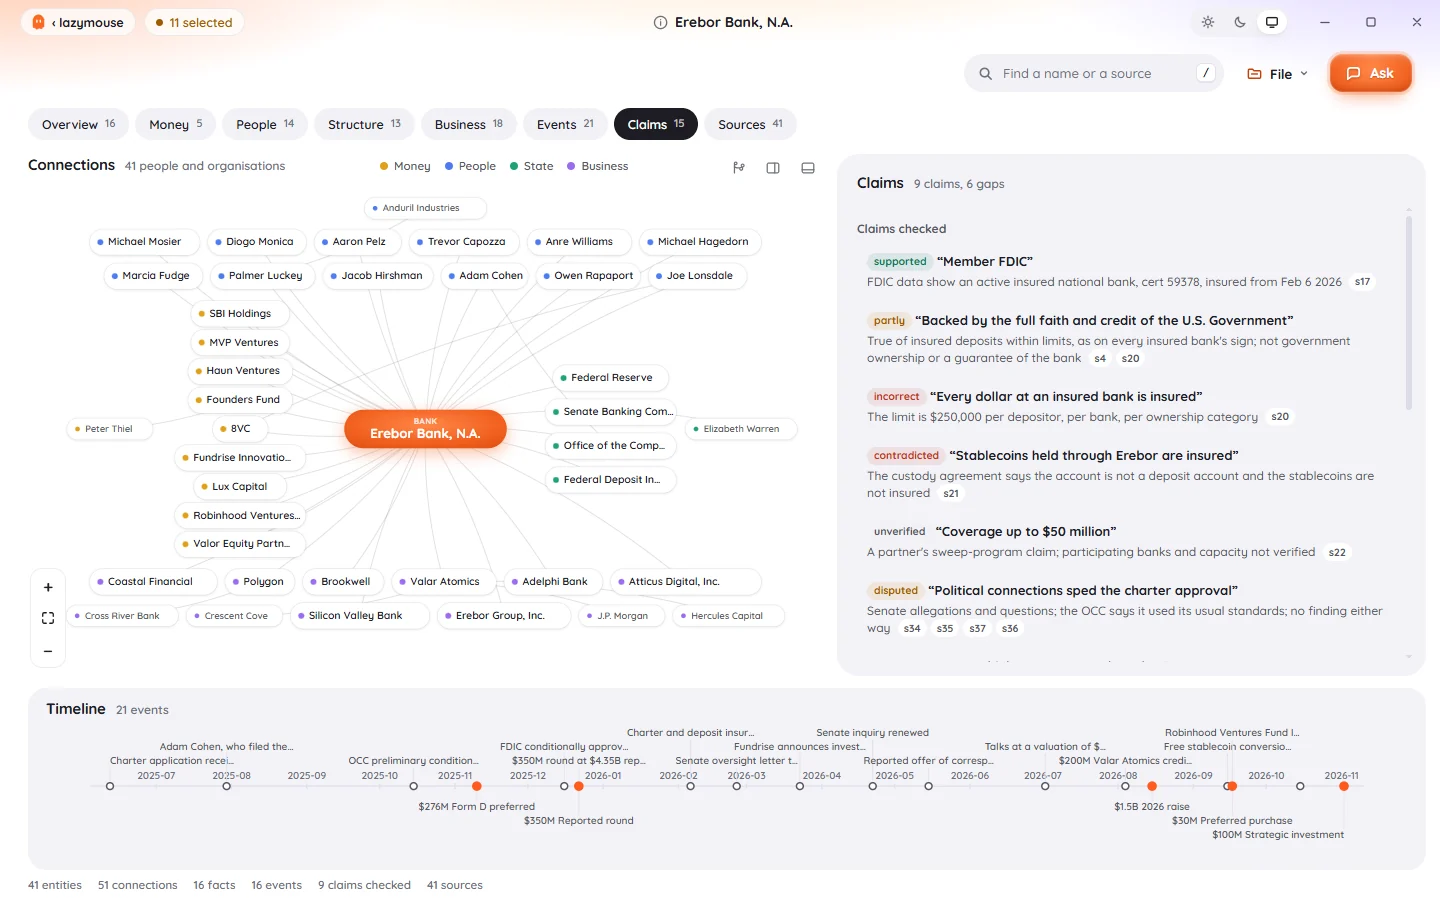 ‹ lazymouse
11 selected
Erebor Bank, N.A.
Find a name or a source
/
File
Ask
Overview 16
Money 5
People 14
Structure 13
Business 18
Events 21
Claims 15
Sources 41
Connections 41 people and organisations
Money
People
State
Business
Anduril Industries
Michael Mosier
Diogo Monica
Aaron Pelz
Trevor Capozza
Anre Williams
Michael Hagedorn
Marcia Fudge
Palmer Luckey
Jacob Hirshman
Adam Cohen
Owen Rapaport
Joe Lonsdale
SBI Holdings
MVP Ventures
Haun Ventures
Founders Fund
Peter Thiel
8VC
Fundrise Innovatio...
Lux Capital
Robinhood Ventures...
Valor Equity Partn...
BANK
Erebor Bank, N.A.
Federal Reserve
Senate Banking Com...
Elizabeth Warren
Office of the Comp...
Federal Deposit In...
Coastal Financial
Polygon
Brookwell
Valar Atomics
Adelphi Bank
Atticus Digital, Inc.
Cross River Bank
Crescent Cove
Silicon Valley Bank
Erebor Group, Inc.
J.P. Morgan
Hercules Capital
+
−
Claims 9 claims, 6 gaps
Claims checked
supported “Member FDIC”
FDIC data show an active insured national bank, cert 59378, insured from Feb 6 2026 s17
partly “Backed by the full faith and credit of the U.S. Government”
True of insured deposits within limits, as on every insured bank's sign; not government
ownership or a guarantee of the bank s4 s20
incorrect “Every dollar at an insured bank is insured”
The limit is $250,000 per depositor, per bank, per ownership category s20
contradicted “Stablecoins held through Erebor are insured”
The custody agreement says the account is not a deposit account and the stablecoins are
not insured s21
unverified “Coverage up to $50 million”
A partner's sweep-program claim; participating banks and capacity not verified s22
disputed “Political connections sped the charter approval”
Senate allegations and questions; the OCC says it used its usual standards; no finding either
way s34 s35 s37 s36
Timeline 21 events
Charter and deposit insur...
Senate inquiry renewed
Robinhood Ventures Fund I...
Adam Cohen, who filed the...
FDIC conditionally approv...
Fundrise announces invest...
Talks at a valuation of $...
Free stablecoin conversio...
Charter application recei...
OCC preliminary condition...
$350M round at $4.35B rep...
Senate oversight letter t...
Reported offer of corresp...
$200M Valar Atomics credi...
2025-07
2025-08
2025-09
2025-10
2025-11
2025-12
2026-01
2026-02
2026-03
2026-04
2026-05
2026-06
2026-07
2026-08
2026-09
2026-10
2026-11
$276M Form D preferred
$1.5B 2026 raise
$350M Reported round
$30M Preferred purchase
$100M Strategic investment
41 entities
51 connections
16 facts
16 events
9 claims checked
41 sources